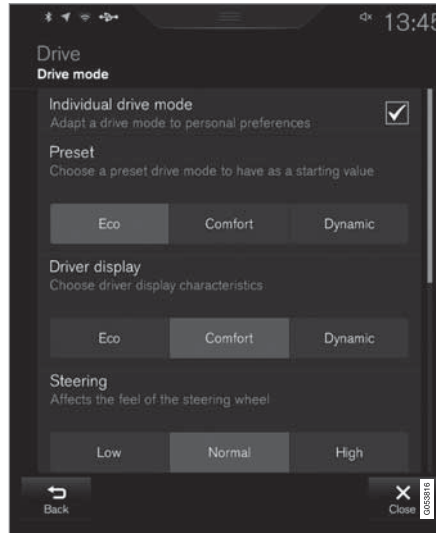 13:45
Drive
Drive mode
Individual drive mode
Adapt a drive mode to personal preferences
Preset
Choose a preset drive mode to have as a starting value
Eco Comfort Dynamic
Driver display
Choose driver display characteristics
Eco Comfort Dynamic
Steering
Affects the feel of the steering wheel
Low Normal High
Back Close
G053816